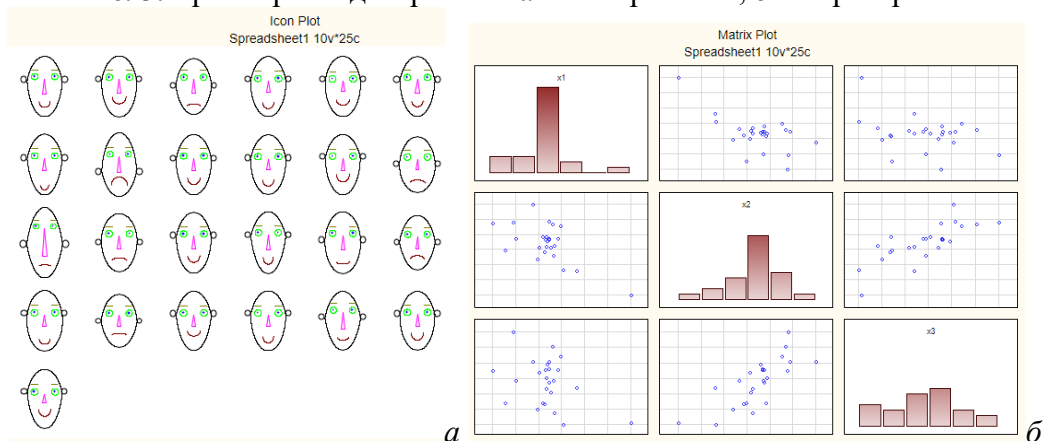 Icon Plot
Spreadsheet1 10v*25c
а
Matrix Plot
Spreadsheet1 10v*25c
x1
x2
x3
б